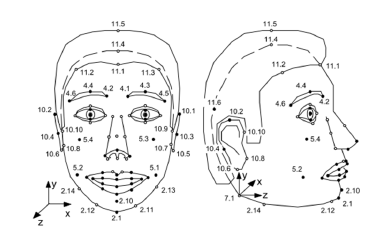 11.5
11.4
11.2 11.1 11.3
4.4 4.2 4.1 4.3
4.6 4.5
10.2 10.1
10.4 10.10 10.9
5.4 5.3 10.3
10.6 10.8 10.7 10.5
5.2 5.1
2.14 2.13
2.10
2.12 2.11
2.1
y
x
z
11.5
11.4
11.2 11.1
4.4 4.2
4.6
11.6
10.2
10.10
10.4 5.4
10.8
10.6
5.2
y
z
x
7.1
2.14
2.10
2.12
2.1